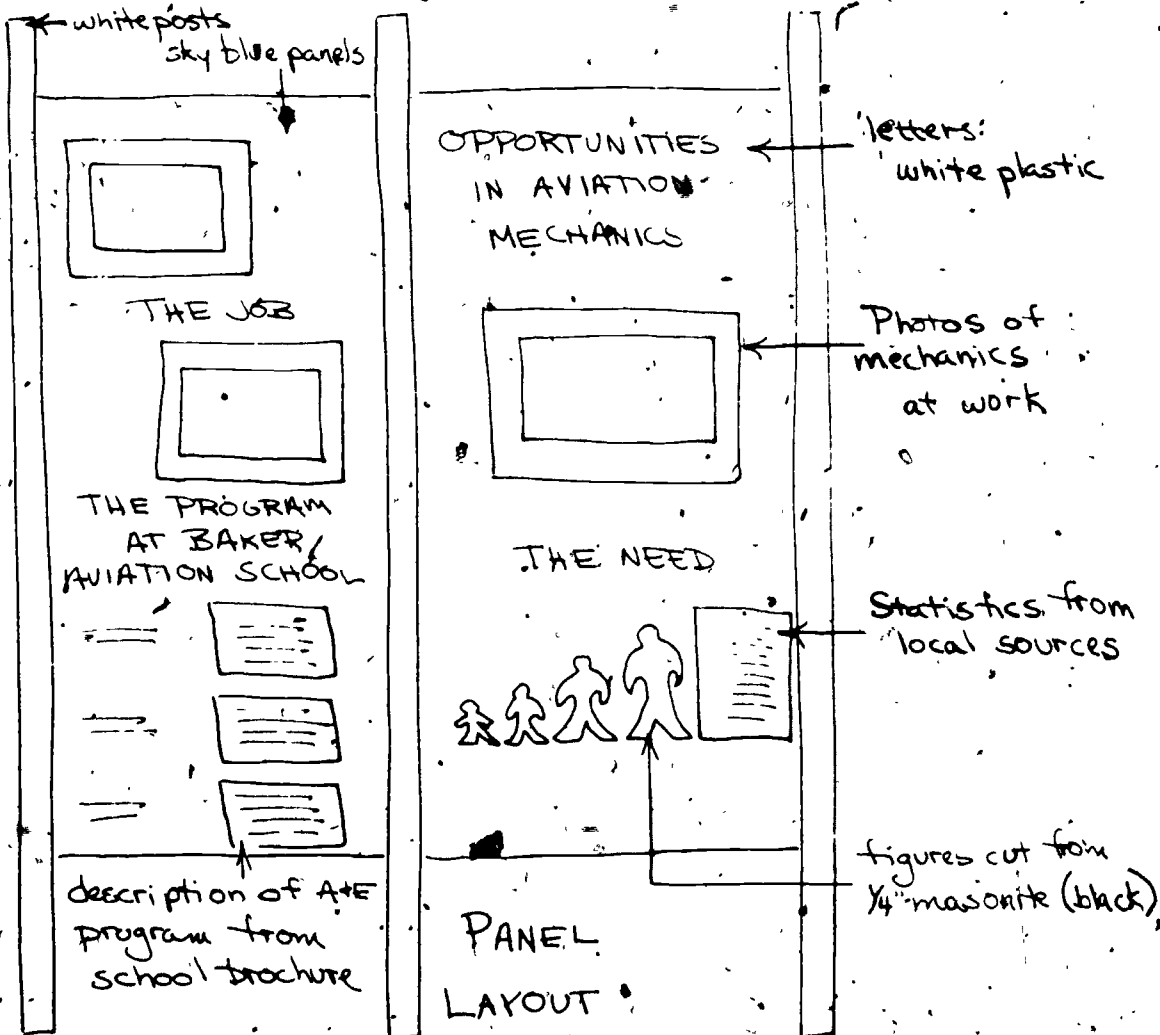 white posts
sky blue panels
THE JOB
THE PROGRAM
AT BAKER
AVIATION SCHOOL
description of A+E
program from
school brochure
OPPORTUNITIES
IN AVIATION
MECHANICS
THE NEED
PANEL
LAYOUT
letters:
white plastic
Photos of
mechanics
at work
Statistics from
local sources
figures cut from
1/4" masonite (black)